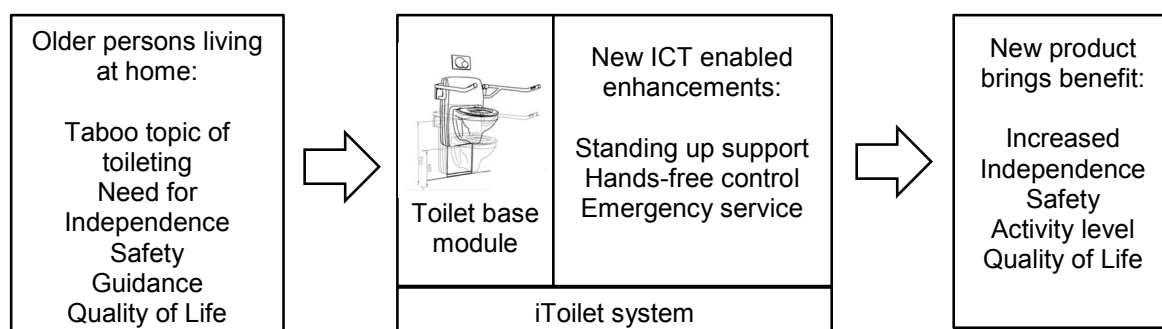 Older persons living
at home:
Taboo topic of
toileting
Need for
Independence
Safety
Guidance
Quality of Life
Toilet base
module
New ICT enabled
enhancements:
Standing up support
Hands-free control
Emergency service
iToilet system
New product
brings benefit:
Increased
Independence
Safety
Activity level
Quality of Life